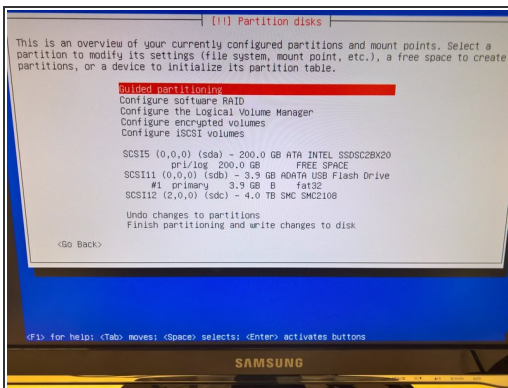 [!!] Partition disks
This is an overview of your currently configured partitions and mount points. Select a
partition to modify its settings (file system, mount point, etc.), a free space to create
partitions, or a device to initialize its partition table.
Guided partitioning
Configure software RAID
Configure the Logical Volume Manager
Configure encrypted volumes
Configure iSCSI volumes
SCSI5 (0,0,0) (sda) - 200.0 GB ATA INTEL SSDSC2BX20
pri/log 200.0 GB FREE SPACE
SCSI11 (0,0,0) (sdb) - 3.9 GB ADATA USB Flash Drive
#1 primary 3.9 GB B fat32
SCSI12 (2,0,0) (sdc) - 4.0 TB SMC SMC2108
Undo changes to partitions
Finish partitioning and write changes to disk
<Go Back>
<F1> for help; <Tab> moves; <Space> selects; <Enter> activates buttons
SAMSUNG